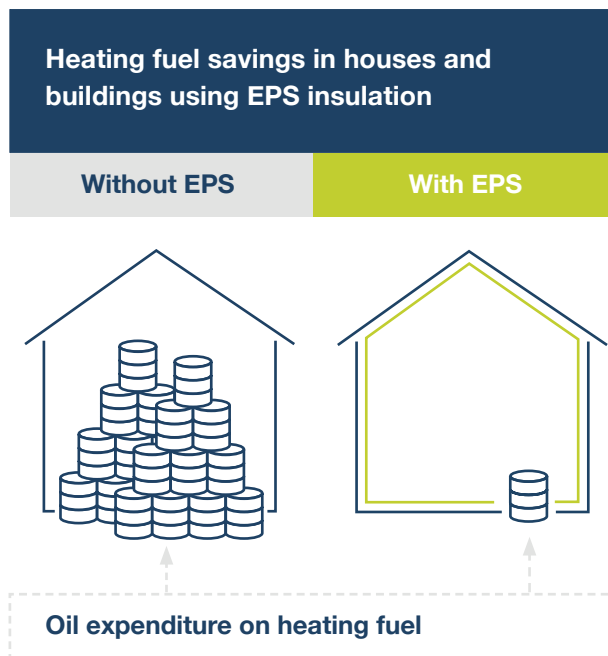 Heating fuel savings in houses and
buildings using EPS insulation
Without EPS
With EPS
Oil expenditure on heating fuel